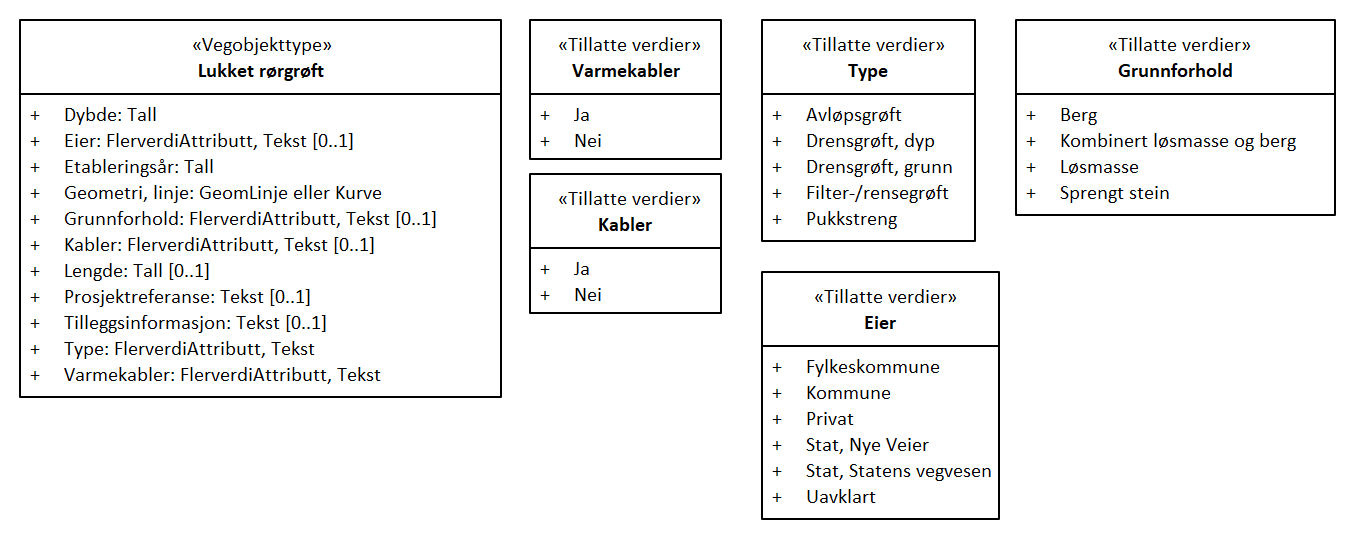 «Vegobjekttype»
Lukket rørgrøft
+ Dybde: Tall
+ Eier: FlerverdiAttributt, Tekst [0..1]
+ Etableringsår: Tall
+ Geometri, linje: GeomLinje eller Kurve
+ Grunnforhold: FlerverdiAttributt, Tekst [0..1]
+ Kabler: FlerverdiAttributt, Tekst [0..1]
+ Lengde: Tall [0..1]
+ Prosjektreferanse: Tekst [0..1]
+ Tilleggsinformasjon: Tekst [0..1]
+ Type: FlerverdiAttributt, Tekst
+ Varmekabler: FlerverdiAttributt, Tekst
«Tillatte verdier»
Varmekabler
+ Ja
+ Nei
«Tillatte verdier»
Kabler
+ Ja
+ Nei
«Tillatte verdier»
Type
+ Avløpsgrøft
+ Drensgrøft, dyp
+ Drensgrøft, grunn
+ Filter-/rensegrøft
+ Pukkstreng
«Tillatte verdier»
Eier
+ Fylkeskommune
+ Kommune
+ Privat
+ Stat, Nye Veier
+ Stat, Statens vegvesen
+ Uavklart
«Tillatte verdier»
Grunnforhold
+ Berg
+ Kombinert løsmasse og berg
+ Løsmasse
+ Sprengt stein